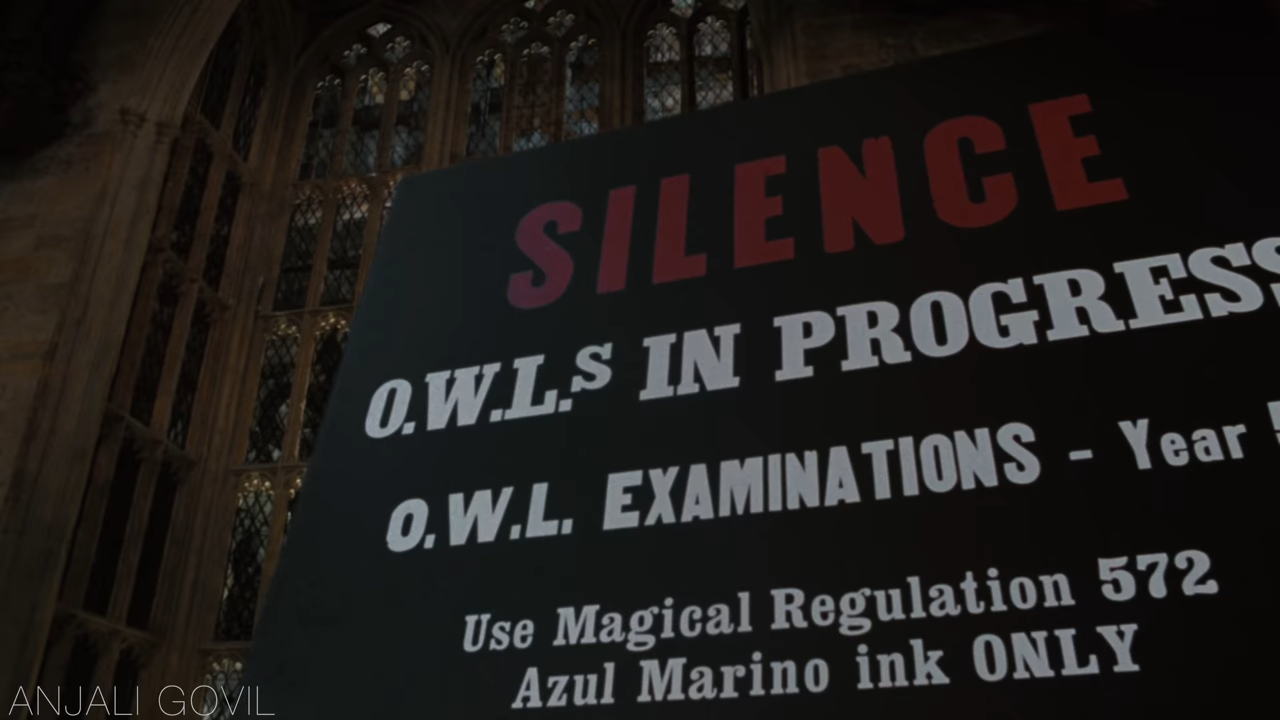 SILENCE
O.W.L.s IN PROGRESS
O.W.L. EXAMINATIONS - Year
Use Magical Regulation 572
Azul Marino ink ONLY
ANJALI GOVIL